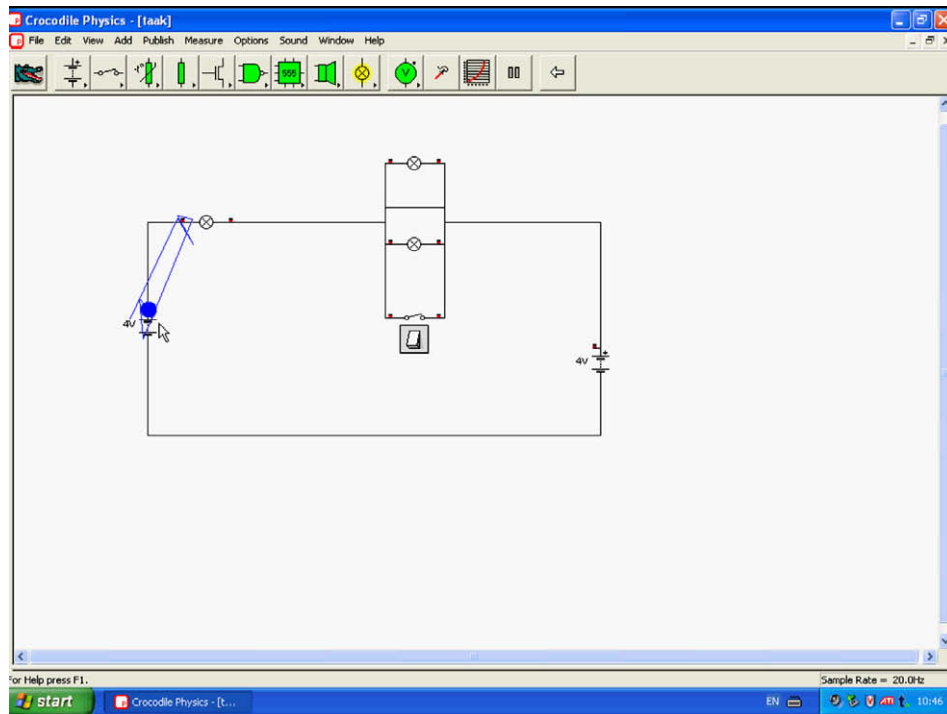 Crocodile Physics - [taak]
File Edit View Add Publish Measure Options Sound Window Help
555
V
4V
4V
For Help press F1.
Sample Rate = 20.0Hz
start
Crocodile Physics - [t...
EN
10:46